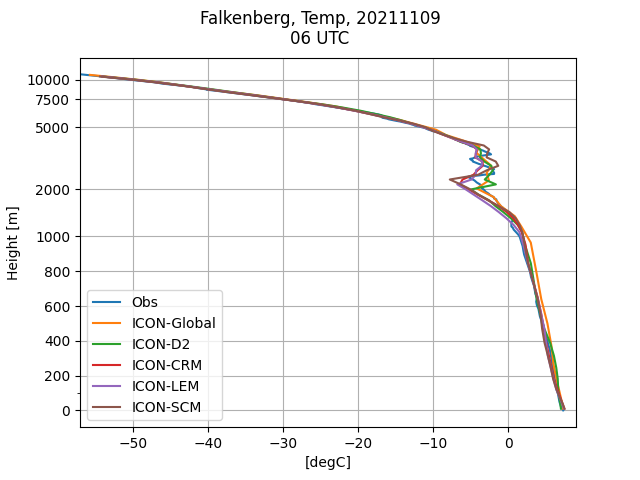 Falkenberg, Temp, 20211109
06 UTC
10000
7500
5000
2000
1000
800
600
400
200
0
Height [m]
Obs
ICON-Global
ICON-D2
ICON-CRM
ICON-LEM
ICON-SCM
−50
−40
−30
−20
−10
0
[degC]